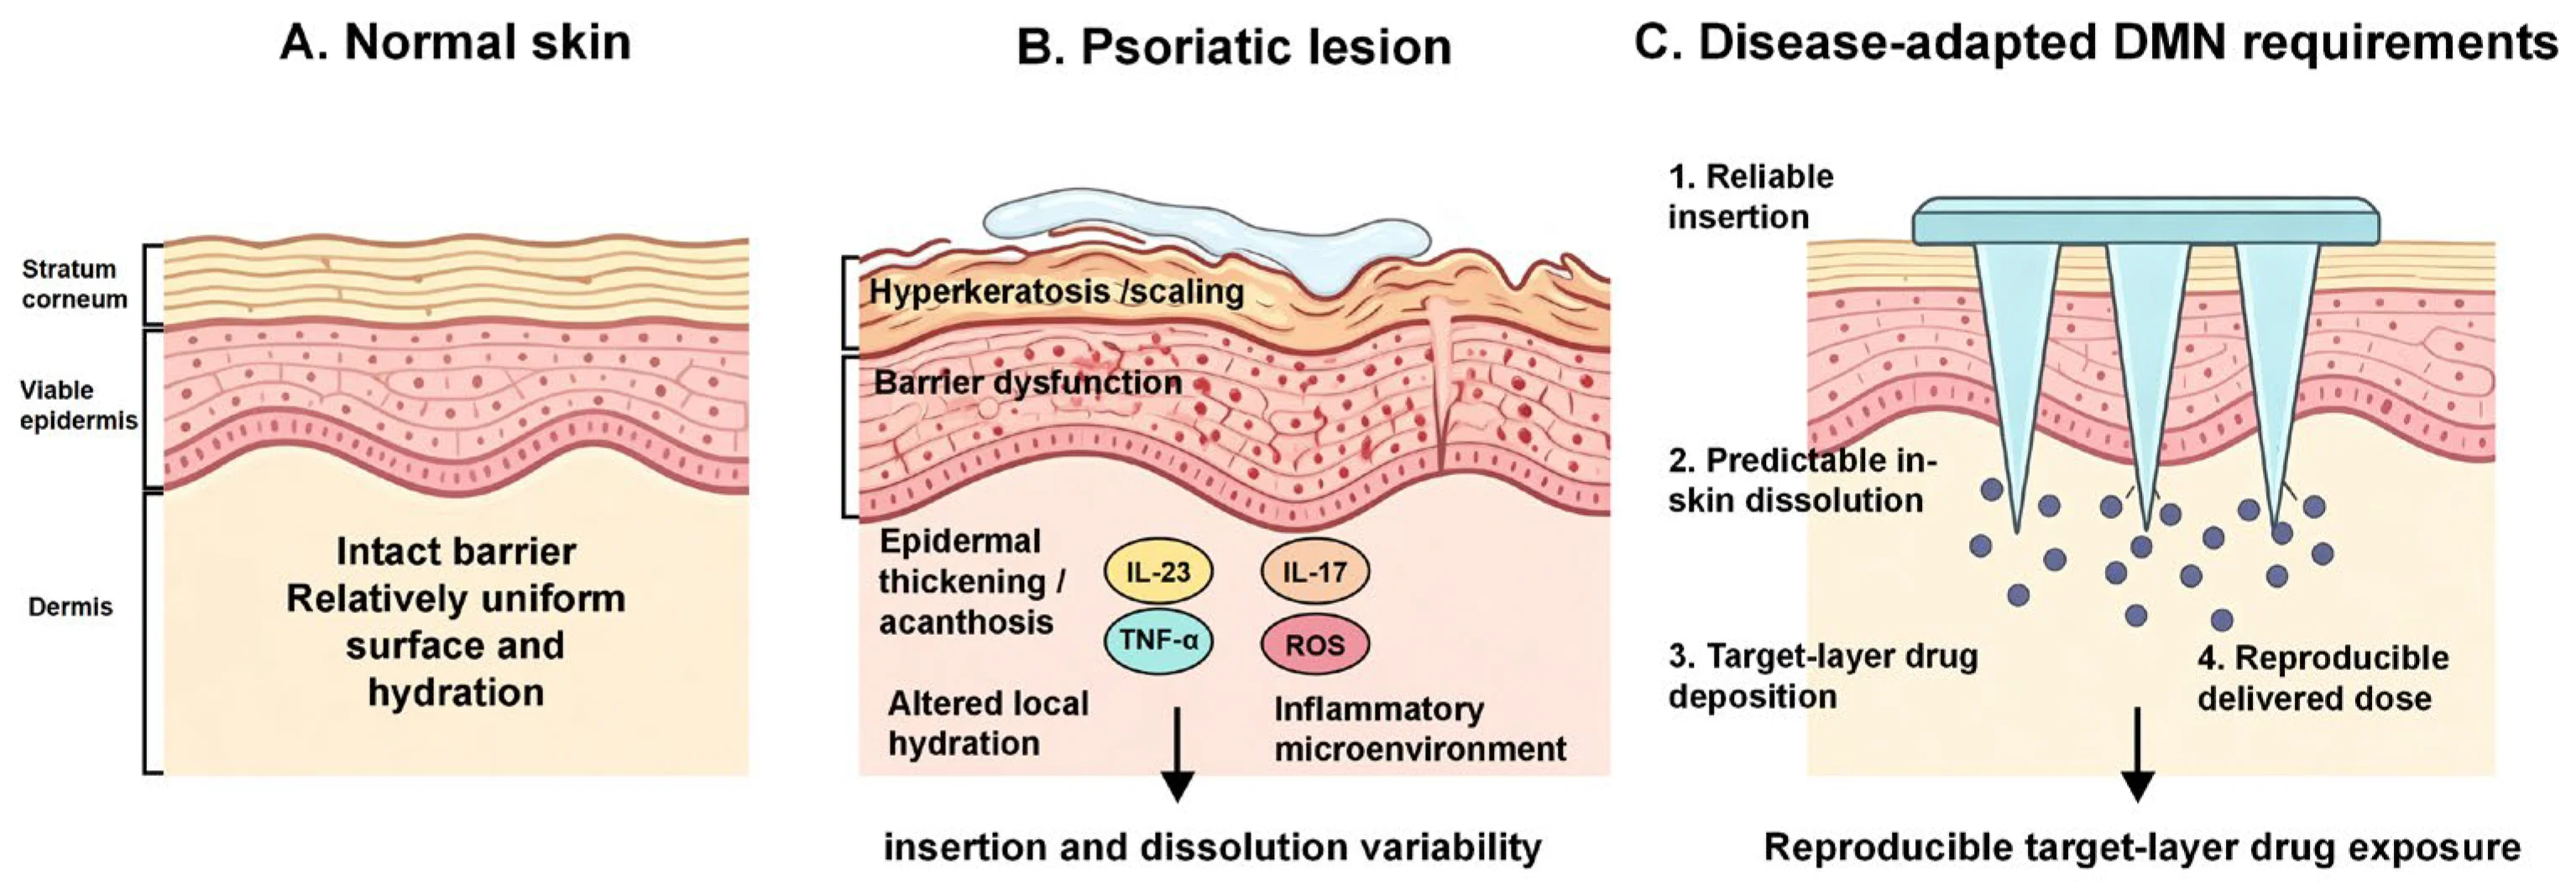 A. Normal skin
Stratum
corneum
Viable
epidermis
Dermis
Intact barrier
Relatively uniform
surface and
hydration
B. Psoriatic lesion
Hyperkeratosis /scaling
Barrier dysfunction
Epidermal
thickening /
acanthosis
IL-23
IL-17
TNF-α
ROS
Altered local
hydration
Inflammatory
microenvironment
insertion and dissolution variability
C. Disease-adapted DMN requirements
1. Reliable
insertion
2. Predictable in-
skin dissolution
3. Target-layer drug
deposition
4. Reproducible
delivered dose
Reproducible target-layer drug exposure